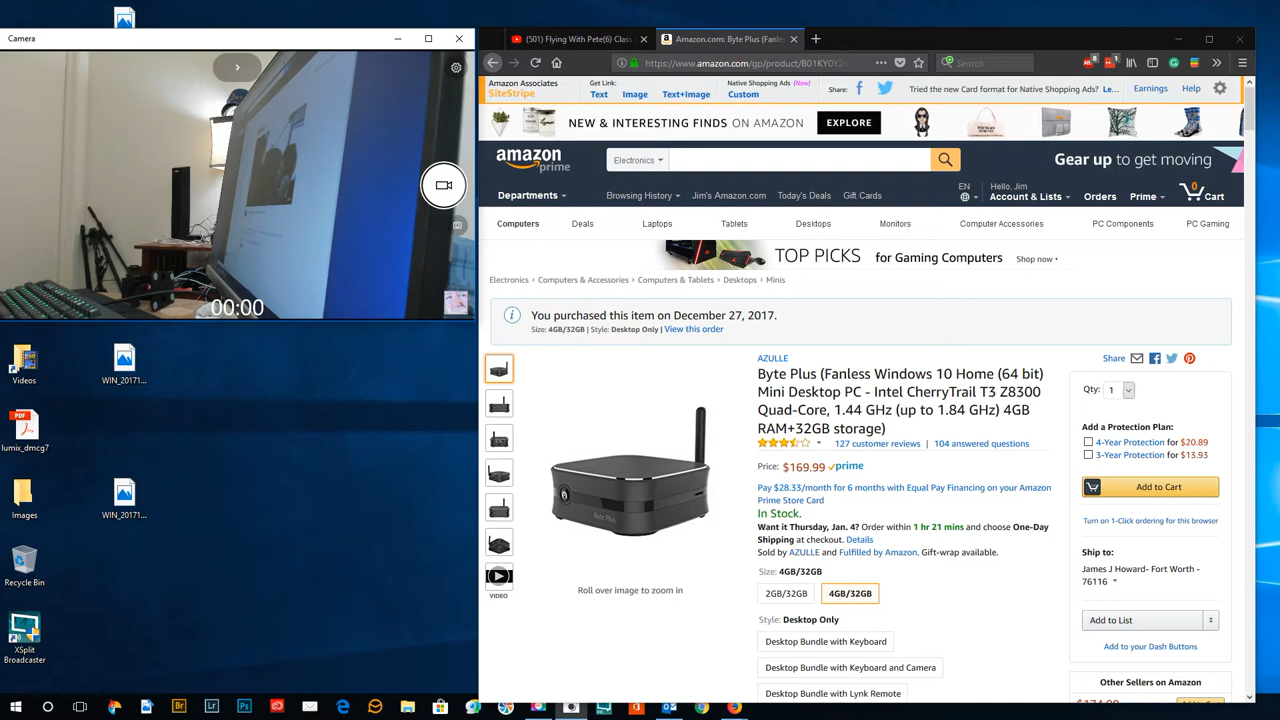 Camera
00:00
Videos
WIN_20171...
lumix_dmcg7
Images
WIN_20171...
Recycle Bin
XSplit
Broadcaster
(501) Flying With Pete(6) Clas
Amazon.com: Byte Plus (Fanle
https://www.amazon.com/gp/product/B01KY0Y2
Search
Amazon Associates
SiteStripe
Get Link:
Text Image Text+Image
Native Shopping Ads (New)
Custom
Share:
Tried the new Card format for Native Shopping Ads? Le...
Earnings Help
NEW & INTERESTING FINDS ON AMAZON EXPLORE
amazon
prime
Electronics
Gear up to get moving
Departments
Browsing History Jim's Amazon.com Today's Deals Gift Cards
EN
Hello, Jim
Account & Lists Orders Prime 0 Cart
Computers Deals Laptops Tablets Desktops Monitors Computer Accessories PC Components PC Gaming
TOP PICKS for Gaming Computers Shop now ›
Electronics › Computers & Accessories › Computers & Tablets › Desktops › Minis
You purchased this item on December 27, 2017.
Size: 4GB/32GB | Style: Desktop Only | View this order
Share
AZULLE
Byte Plus (Fanless Windows 10 Home (64 bit)
Mini Desktop PC - Intel CherryTrail T3 Z8300
Quad-Core, 1.44 GHz (up to 1.84 GHz) 4GB
RAM+32GB storage)
127 customer reviews | 104 answered questions
Price: $169.99 prime
Pay $28.33/month for 6 months with Equal Pay Financing on your Amazon
Prime Store Card
In Stock.
Want it Thursday, Jan. 4? Order within 1 hr 21 mins and choose One-Day
Shipping at checkout. Details
Sold by AZULLE and Fulfilled by Amazon. Gift-wrap available.
Size: 4GB/32GB
2GB/32GB 4GB/32GB
Style: Desktop Only
Desktop Bundle with Keyboard
Desktop Bundle with Keyboard and Camera
Desktop Bundle with Lynk Remote
Byte Plus
Roll over image to zoom in
VIDEO
Qty: 1
Add a Protection Plan:
4-Year Protection for $20.89
3-Year Protection for $13.93
Add to Cart
Turn on 1-Click ordering for this browser
Ship to:
James J Howard- Fort Worth -
76116
Add to List
Add to your Dash Buttons
Other Sellers on Amazon